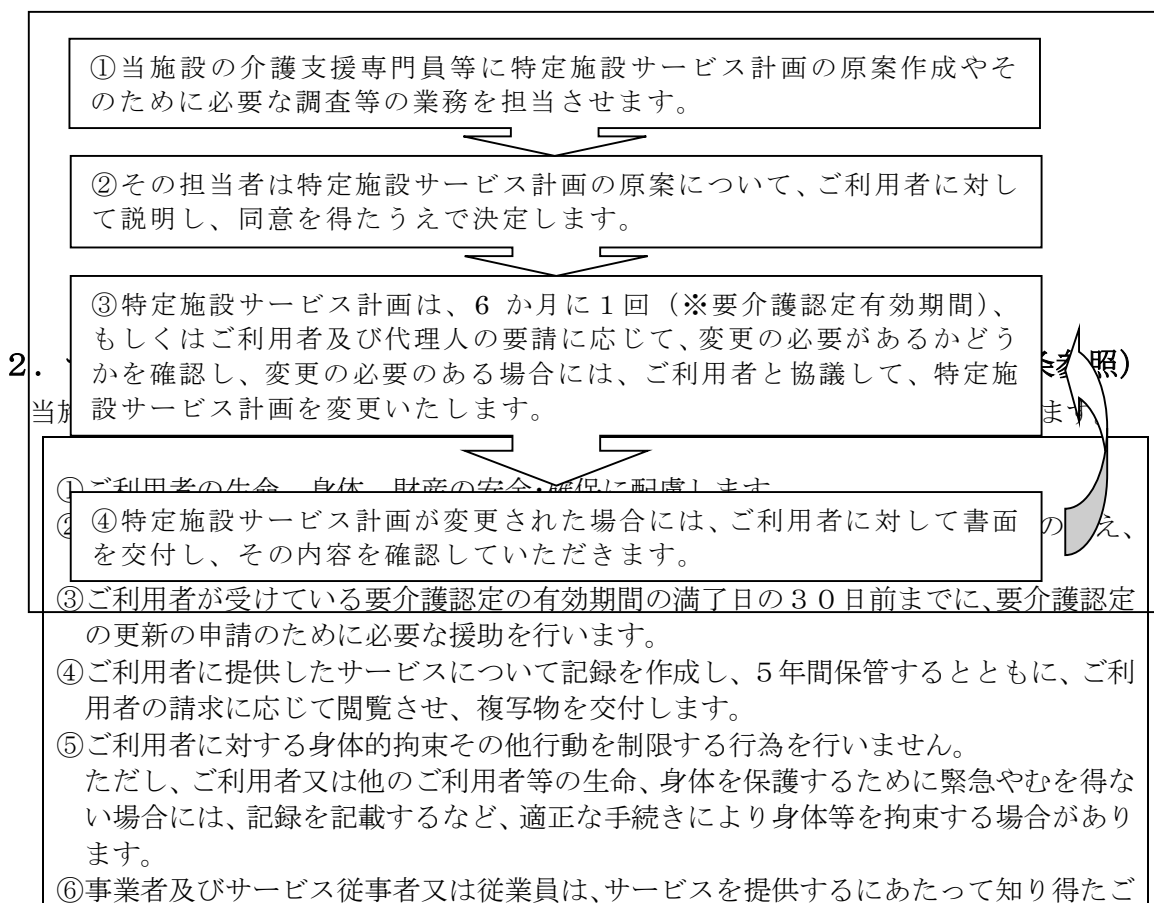 ①当施設の介護支援専門員等に特定施設サービス計画の原案作成やそ
のために必要な調査等の業務を担当させます。
②その担当者は特定施設サービス計画の原案について、ご利用者に対し
て説明し、同意を得たうえで決定します。
③特定施設サービス計画は、6 か月に1回（※要介護認定有効期間）、
もしくはご利用者及び代理人の要請に応じて、変更の必要があるかどう
かを確認し、変更の必要のある場合には、ご利用者と協議して、特定施
設サービス計画を変更いたします。
④特定施設サービス計画が変更された場合には、ご利用者に対して書面
を交付し、その内容を確認していただきます。
2． 条参照）
当施 ます。
①ご利用者の生命、身体、財産の安全・確保に配慮します。
② え、
③ご利用者が受けている要介護認定の有効期間の満了日の３０日前までに、要介護認定
の更新の申請のために必要な援助を行います。
④ご利用者に提供したサービスについて記録を作成し、５年間保管するとともに、ご利
用者の請求に応じて閲覧させ、複写物を交付します。
⑤ご利用者に対する身体的拘束その他行動を制限する行為を行いません。
ただし、ご利用者又は他のご利用者等の生命、身体を保護するために緊急やむを得な
い場合には、記録を記載するなど、適正な手続きにより身体等を拘束する場合があり
ます。
⑥事業者及びサービス従事者又は従業員は、サービスを提供するにあたって知り得たご